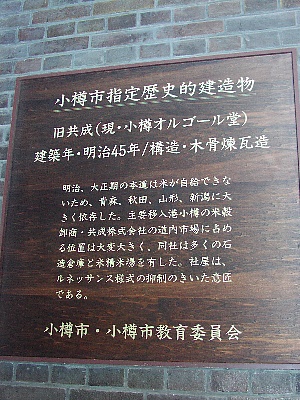 小樽市指定歴史的建造物
旧共成(現・小樽オルゴール堂)
建築年・明治45年/構造・木骨煉瓦造
明治、大正期の本道は米が自給できな
いため、青森、秋田、山形、新潟に大
きく依存した。主要移入港小樽の米穀
卸商・共成株式会社の道内市場に占め
る位置は大変大きく、同社は多くの石
造倉庫と米精米場を有した。社屋は、
ルネッサンス様式の抑制のきいた意匠
である。
小樽市・小樽市教育委員会